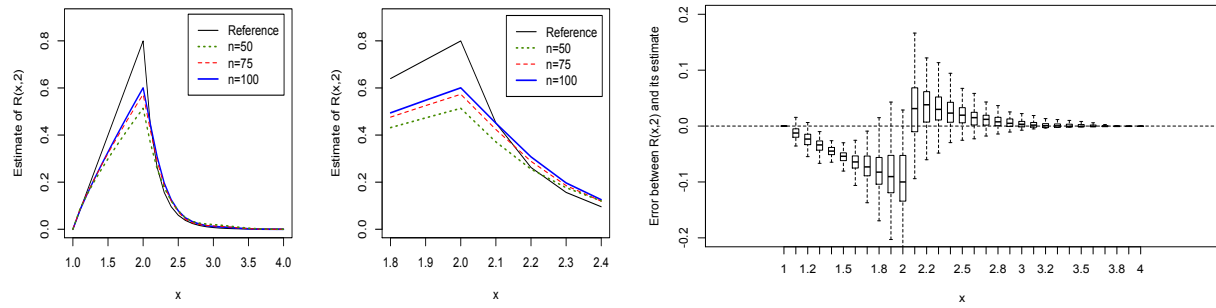 Estimate of R(x,2)
0.0 0.2 0.4 0.6 0.8
Reference
n=50
n=75
n=100
1.0 1.5 2.0 2.5 3.0 3.5 4.0
x
Estimate of R(x,2)
0.0 0.2 0.4 0.6 0.8
Reference
n=50
n=75
n=100
1.8 1.9 2.0 2.1 2.2 2.3 2.4
x
Error between R(x,2) and its estimate
-0.2 -0.1 0.0 0.1 0.2
1 1.2 1.5 1.8 2 2.2 2.5 2.8 3 3.2 3.5 3.8 4
x